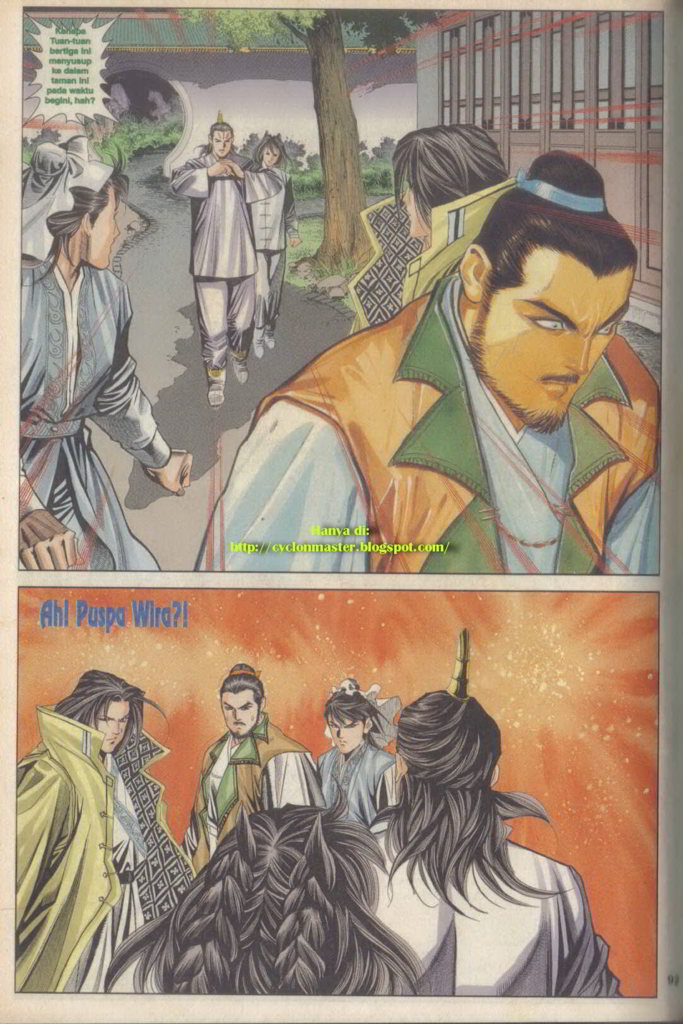 Kenapa
Tuan-tuan
bertiga ini
menyusup
ke dalam
taman ini
pada waktu
begini, hah?
Hanya di:
http://cyclonmaster.blogspot.com/
Ah! Puspa Wira?!